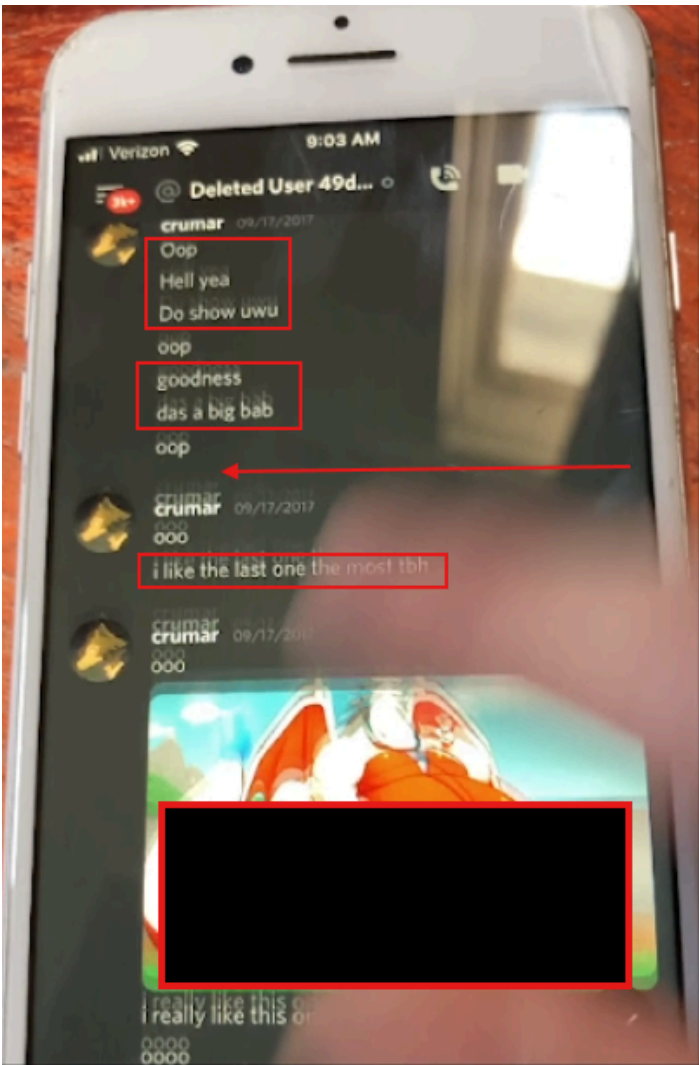 Verizon 9:03 AM
3k+ @ Deleted User 49d...
crumar 09/17/2017
Oop
Hell yea
Do show uwu
oop
goodness
das a big bab
oop
crumar 09/17/2017
ooo
i like the last one the most tbh
crumar 09/17/2017
ooo
i really like this
oooo